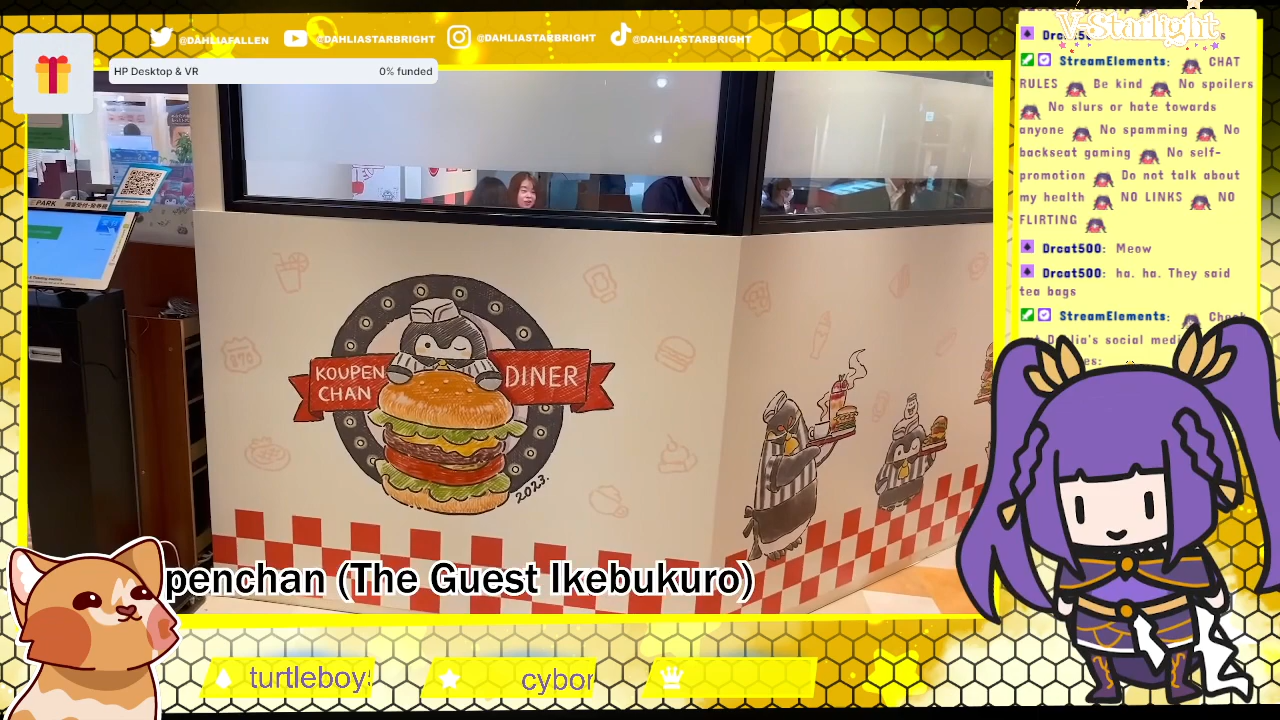 @DAHLIAFALLEN
@DAHLIASTARBRIGHT
@DAHLIASTARBRIGHT
@DAHLIASTARBRIGHT
V-Starlight
HP Desktop & VR
0% funded
StreamElements: CHAT
RULES Be kind No spoilers
No slurs or hate towards
anyone No spamming No
backseat gaming No self-
promotion Do not talk about
my health NO LINKS NO
FLIRTING
Drcat500: Meow
Drcat500: ha. ha. They said
tea bags
StreamElements:
PARK
KOUPEN
CHAN
DINER
2023.
penchan (The Guest Ikebukuro)
turtleboy
cybor